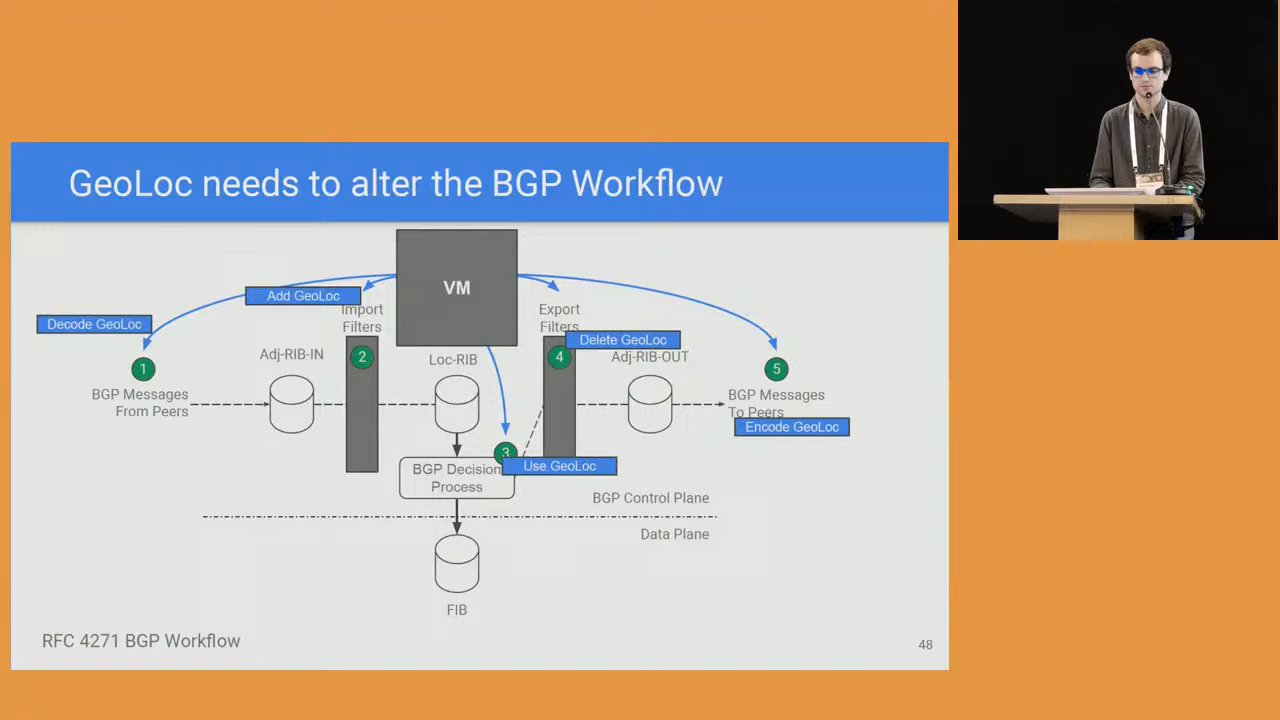 GeoLoc needs to alter the BGP Workflow
VM
Add GeoLoc
Import
Filters
Export
Filters
Decode GeoLoc
Delete GeoLoc
Adj-RIB-IN
2
Loc-RIB
4
Adj-RIB-OUT
1
5
BGP Messages
From Peers
BGP Messages
To Peers
Encode GeoLoc
3
Use GeoLoc
BGP Decision
Process
BGP Control Plane
Data Plane
FIB
RFC 4271 BGP Workflow
48